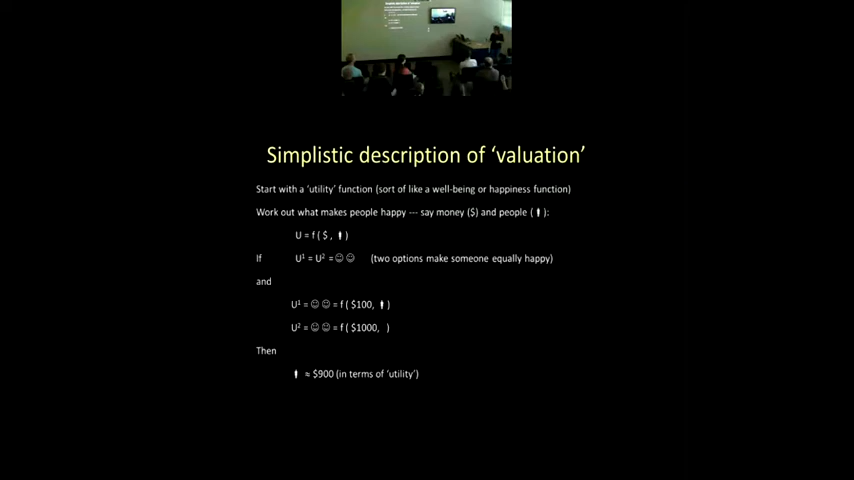 Simplistic description of ‘valuation’
Start with a ‘utility’ function (sort of like a well-being or happiness function)
Work out what makes people happy --- say money ($) and people ( 🚹 ):
U = f ( $ , 🚹 )
If U¹ = U² = ☺ ☺ (two options make someone equally happy)
and
U¹ = ☺ ☺ = f ( $100, 🚹 )
U² = ☺ ☺ = f ( $1000, )
Then
🚹 ≈ $900 (in terms of ‘utility’)